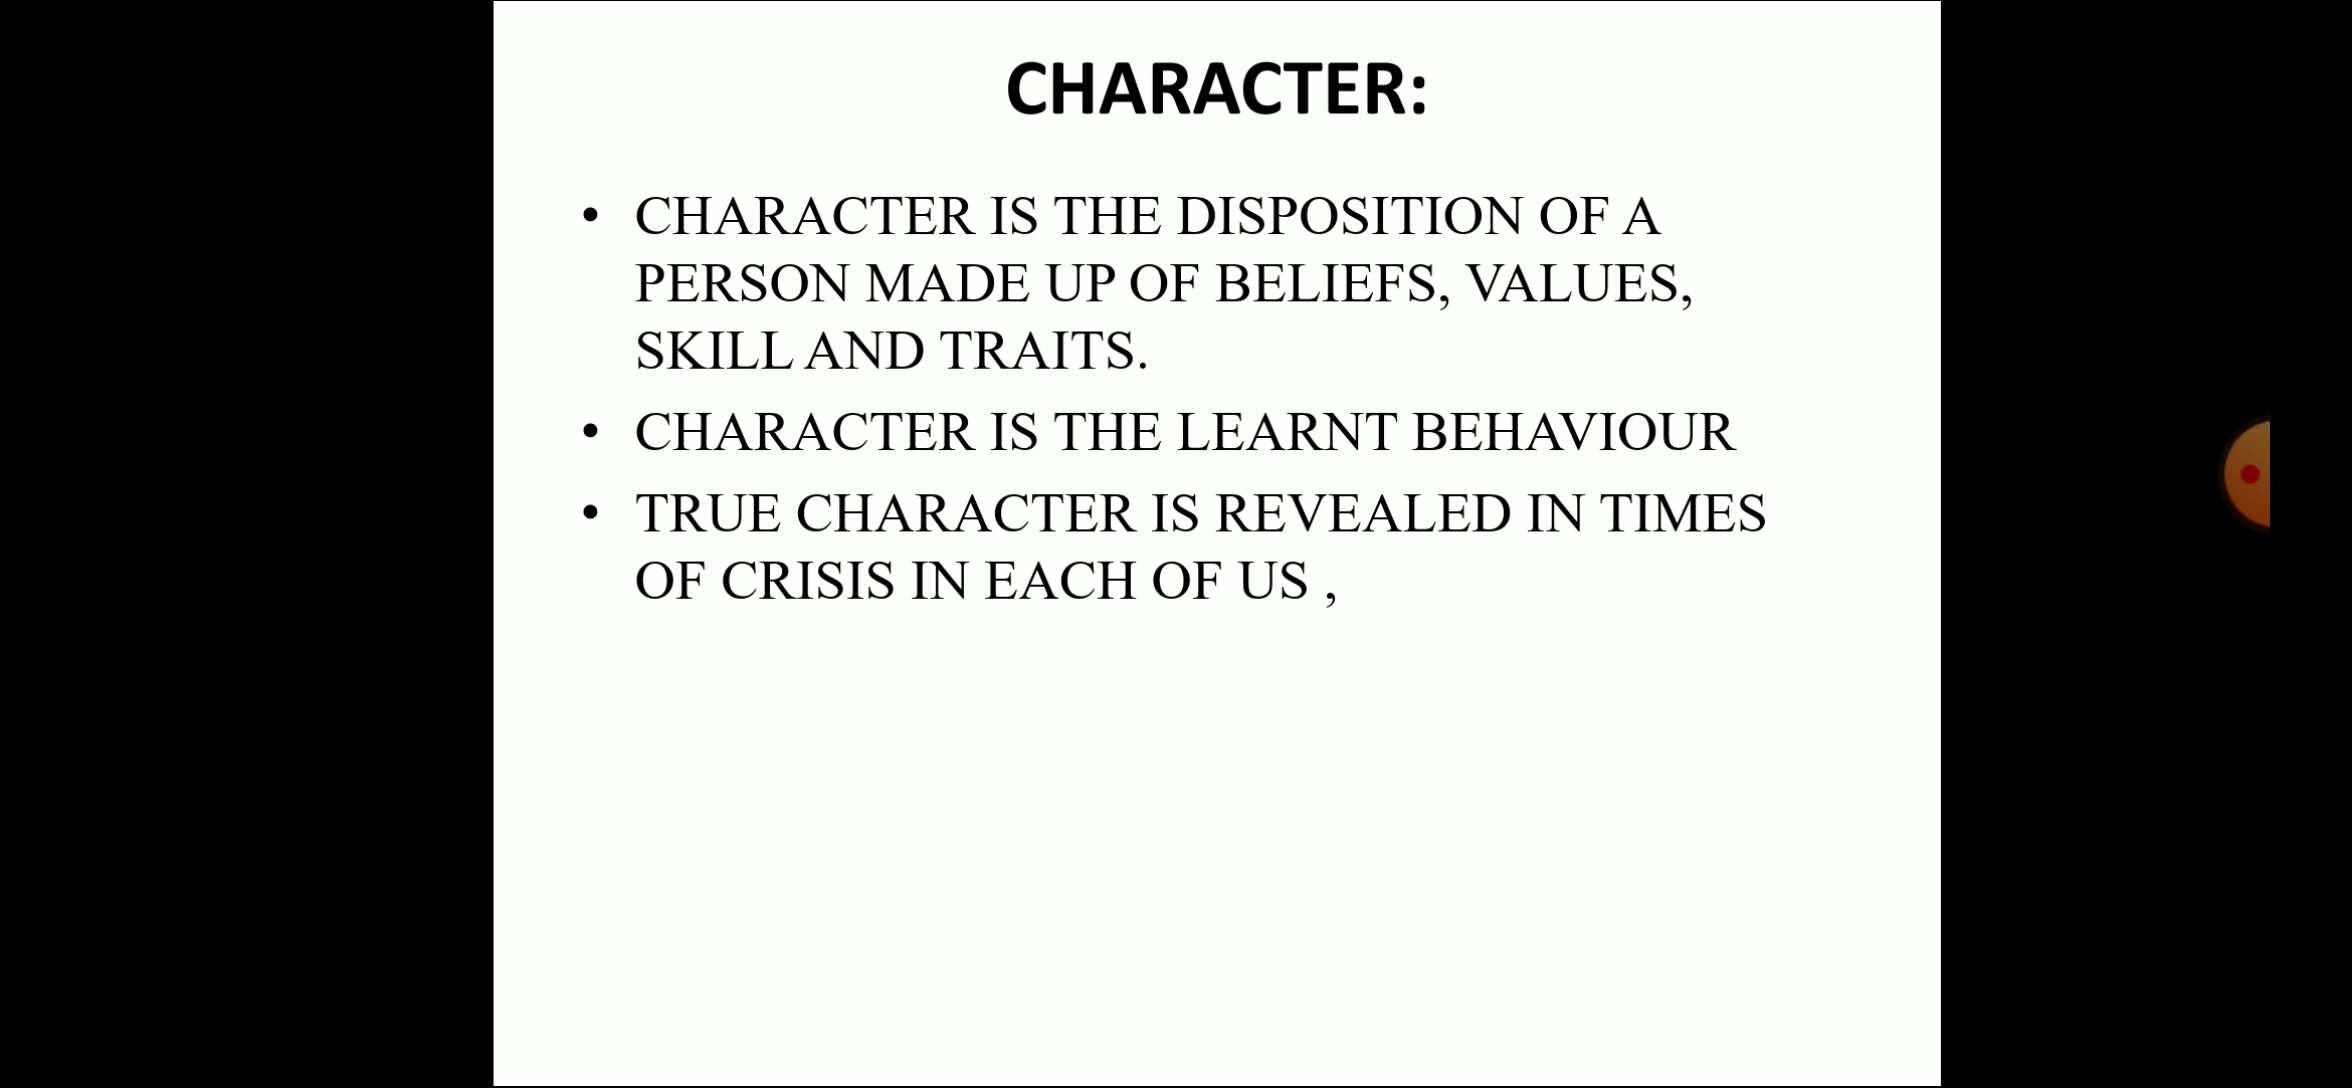 CHARACTER:
• CHARACTER IS THE DISPOSITION OF A
PERSON MADE UP OF BELIEFS, VALUES,
SKILL AND TRAITS.
• CHARACTER IS THE LEARNT BEHAVIOUR
• TRUE CHARACTER IS REVEALED IN TIMES
OF CRISIS IN EACH OF US ,